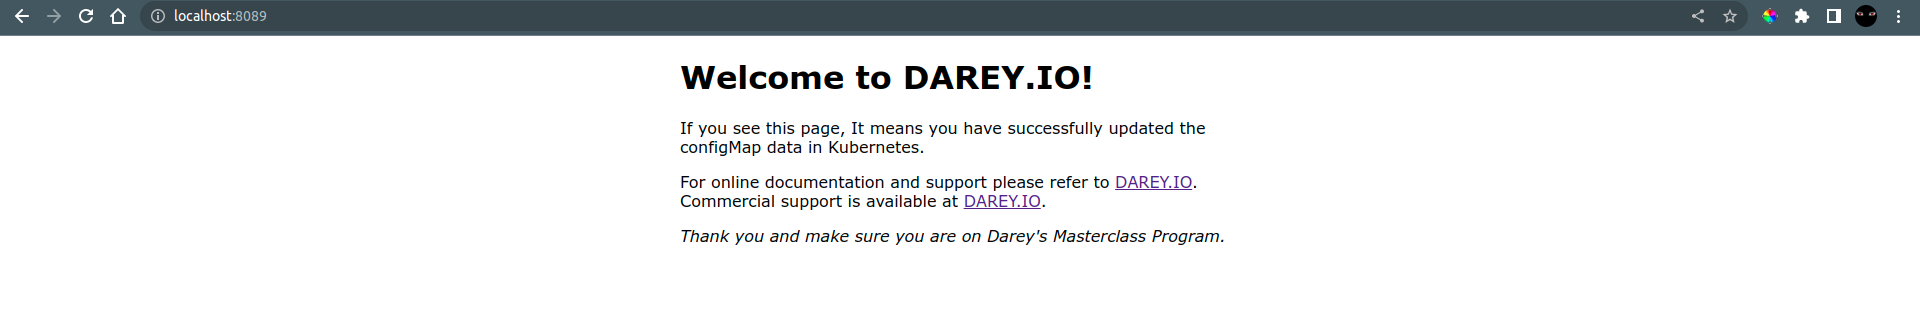 localhost:8089
Welcome to DAREY.IO!
If you see this page, It means you have successfully updated the
configMap data in Kubernetes.
For online documentation and support please refer to DAREY.IO.
Commercial support is available at DAREY.IO.
Thank you and make sure you are on Darey's Masterclass Program.